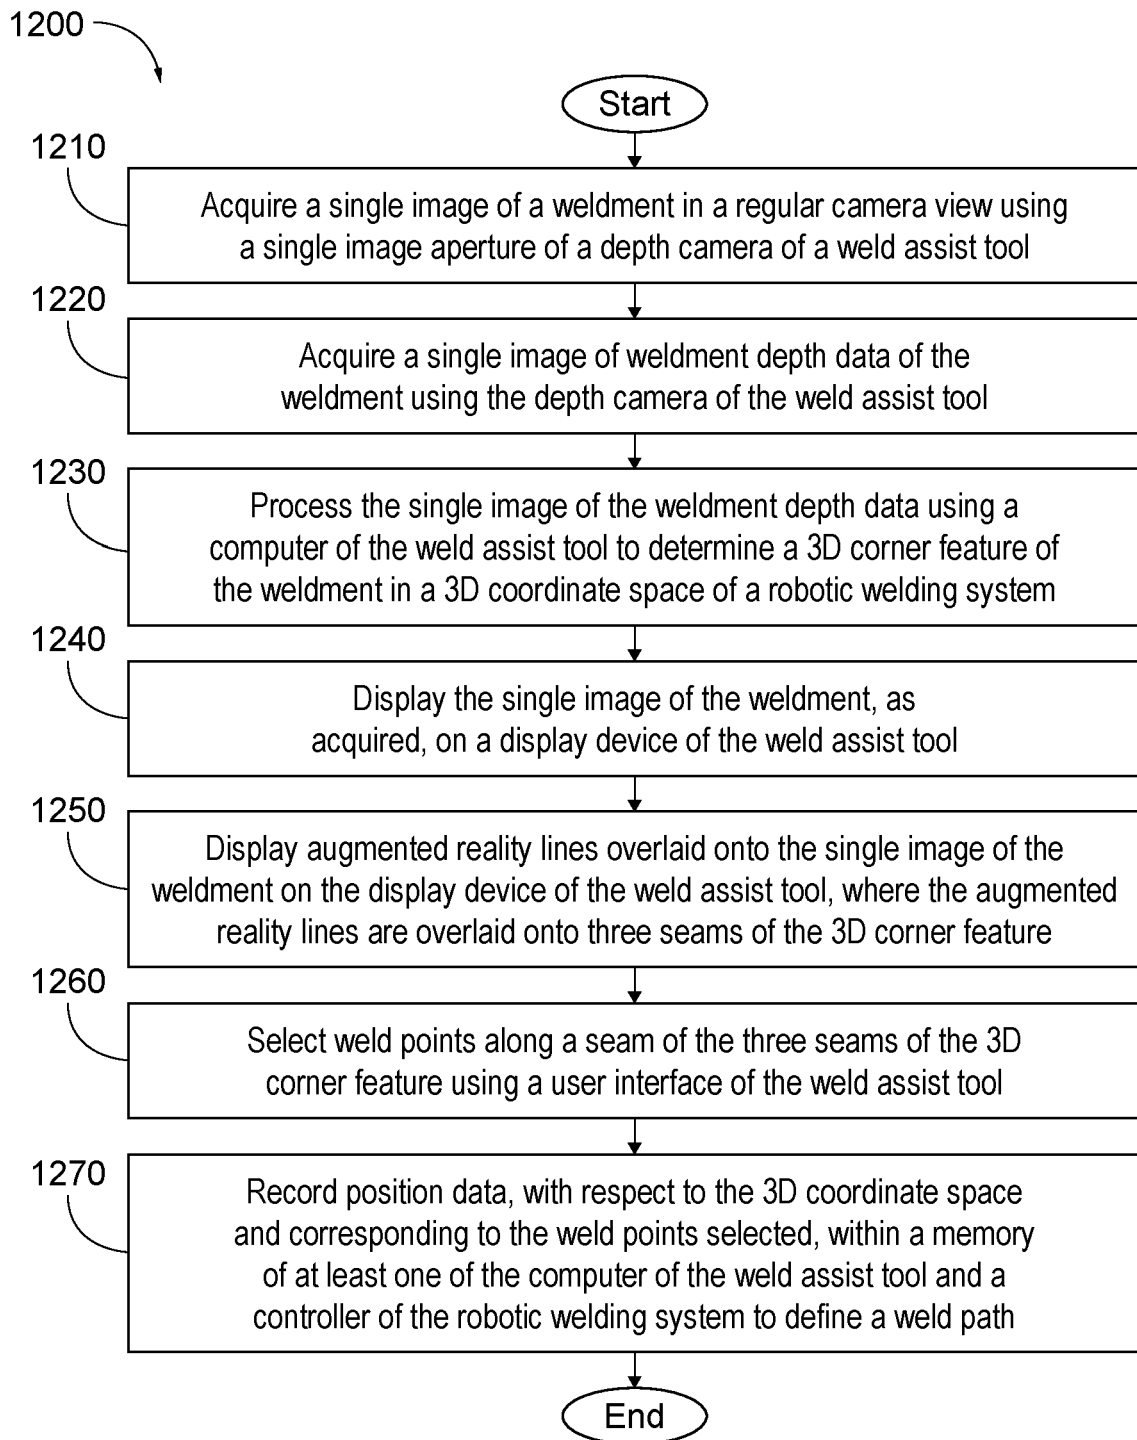 1200
Start
1210
Acquire a single image of a weldment in a regular camera view using
a single image aperture of a depth camera of a weld assist tool
1220
Acquire a single image of weldment depth data of the
weldment using the depth camera of the weld assist tool
1230
Process the single image of the weldment depth data using a
computer of the weld assist tool to determine a 3D corner feature of
the weldment in a 3D coordinate space of a robotic welding system
1240
Display the single image of the weldment, as
acquired, on a display device of the weld assist tool
1250
Display augmented reality lines overlaid onto the single image of the
weldment on the display device of the weld assist tool, where the augmented
reality lines are overlaid onto three seams of the 3D corner feature
1260
Select weld points along a seam of the three seams of the 3D
corner feature using a user interface of the weld assist tool
1270
Record position data, with respect to the 3D coordinate space
and corresponding to the weld points selected, within a memory
of at least one of the computer of the weld assist tool and a
controller of the robotic welding system to define a weld path
End